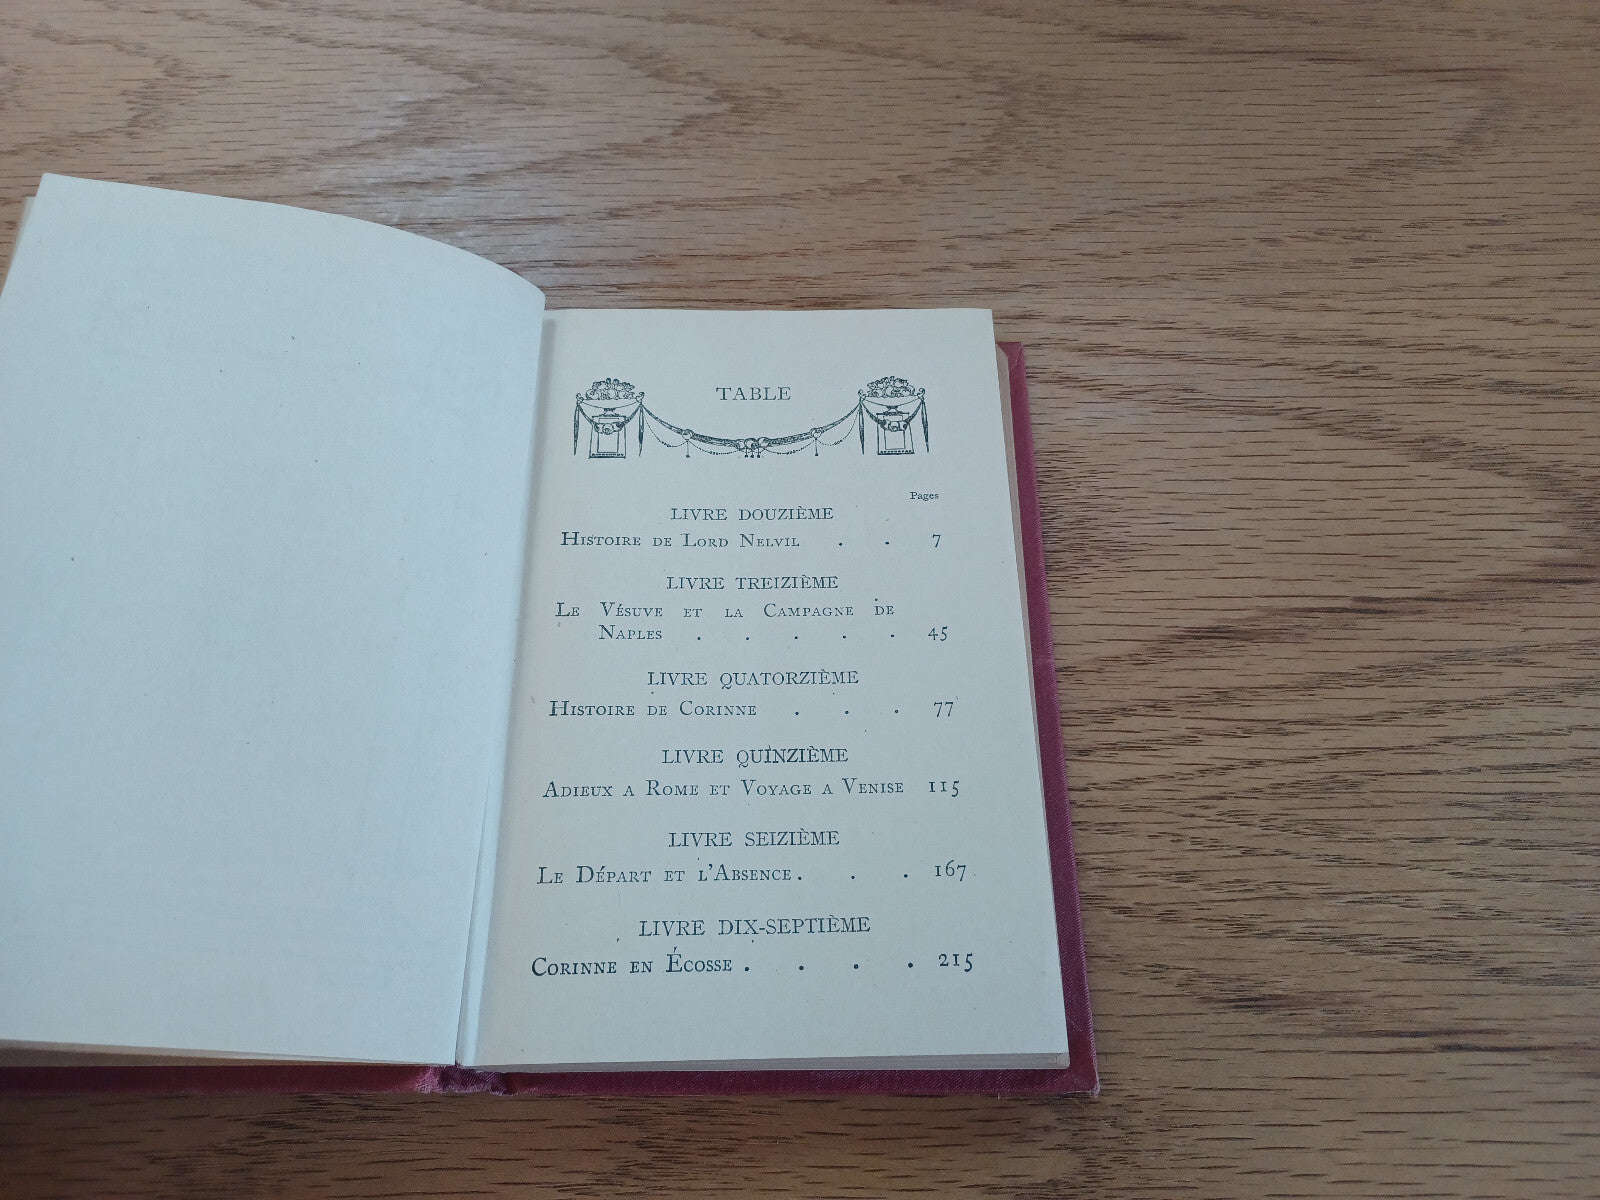 TABLE
Pages
LIVRE DOUZIÈME
Histoire de Lord Nelvil . . 7
LIVRE TREIZIÈME
Le Vésuve et la Campagne de
Naples . . . . . 45
LIVRE QUATORZIÈME
Histoire de Corinne . . . 77
LIVRE QUINZIÈME
Adieux a Rome et Voyage a Venise 115
LIVRE SEIZIÈME
Le Départ et l'Absence . . . 167
LIVRE DIX-SEPTIÈME
Corinne en Écosse . . . . 215